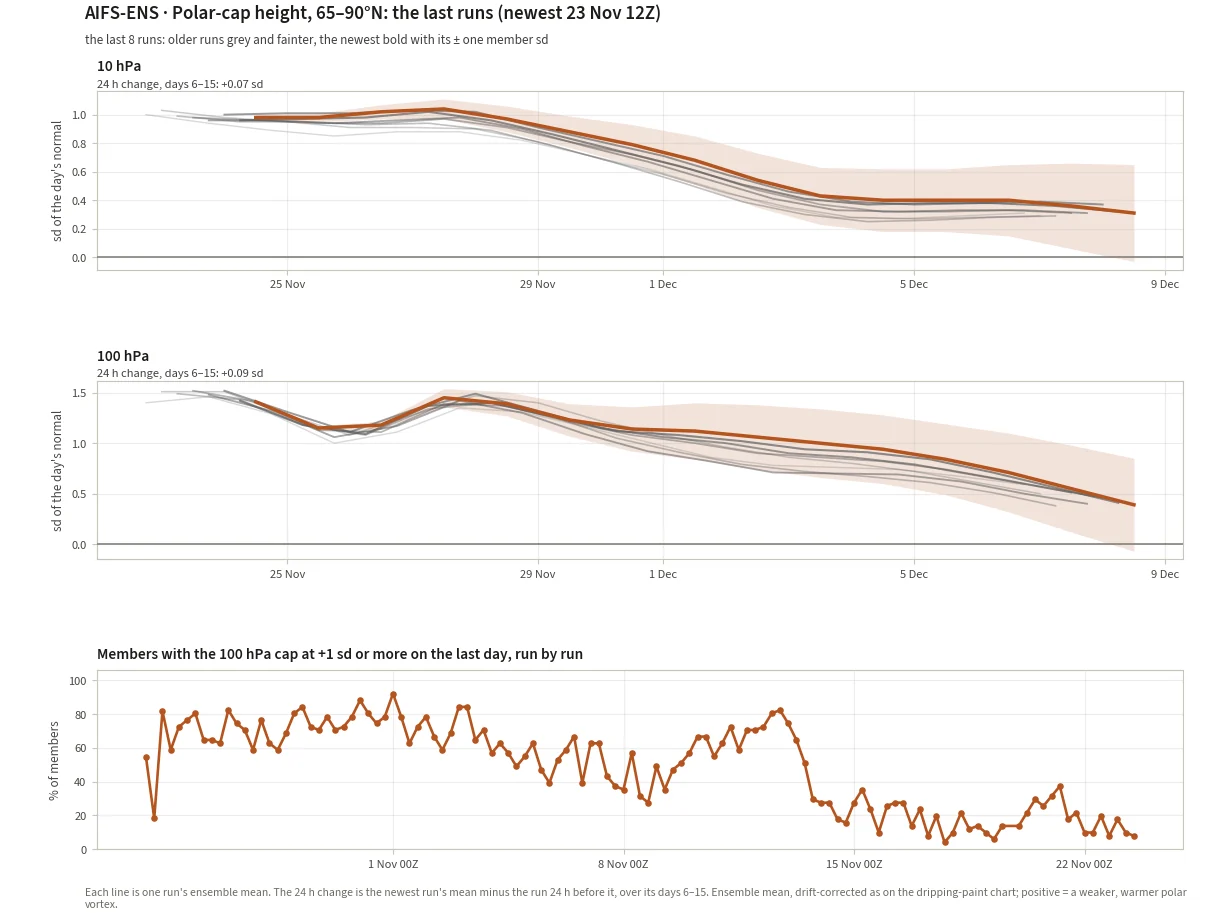 AIFS-ENS · Polar-cap height, 65–90°N: the last runs (newest 23 Nov 12Z)
the last 8 runs: older runs grey and fainter, the newest bold with its ± one member sd
10 hPa
24 h change, days 6–15: +0.07 sd
sd of the day's normal
1.0
0.8
0.6
0.4
0.2
0.0
25 Nov
29 Nov
1 Dec
5 Dec
9 Dec
100 hPa
24 h change, days 6–15: +0.09 sd
sd of the day's normal
1.5
1.0
0.5
0.0
25 Nov
29 Nov
1 Dec
5 Dec
9 Dec
Members with the 100 hPa cap at +1 sd or more on the last day, run by run
% of members
100
80
60
40
20
0
1 Nov 00Z
8 Nov 00Z
15 Nov 00Z
22 Nov 00Z
Each line is one run's ensemble mean. The 24 h change is the newest run's mean minus the run 24 h before it, over its days 6–15. Ensemble mean, drift-corrected as on the dripping-paint chart; positive = a weaker, warmer polar
vortex.